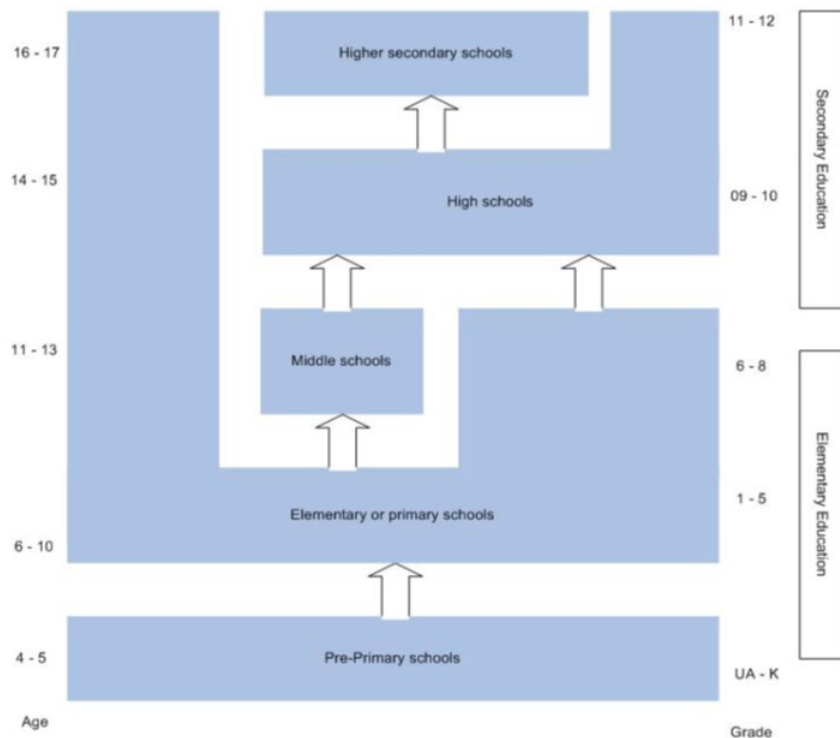 11 - 12
16 - 17
Higher secondary schools
Secondary Education
14 - 15
High schools
09 - 10
11 - 13
Middle schools
6 - 8
Elementary Education
1 - 5
Elementary or primary schools
6 - 10
4 - 5
Pre-Primary schools
UA - K
Age
Grade